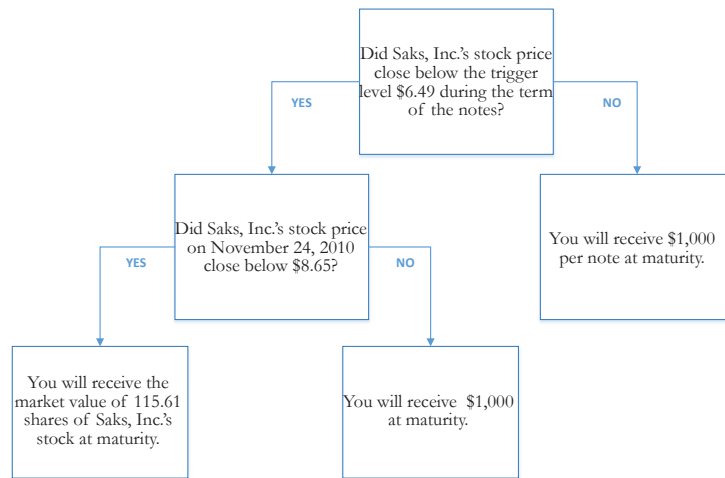 Did Saks, Inc.'s stock price
close below the trigger
level $6.49 during the term
of the notes?
YES
NO
Did Saks, Inc.'s stock price
on November 24, 2010
close below $8.65?
You will receive $1,000
per note at maturity.
YES
NO
You will receive the
market value of 115.61
shares of Saks, Inc.'s
stock at maturity.
You will receive $1,000
at maturity.